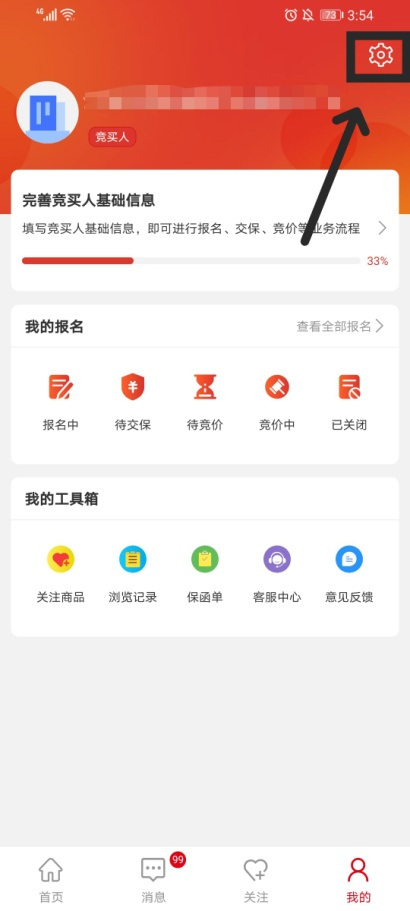 4G 73 3:54
竞买人
完善竞买人基础信息
填写竞买人基础信息，即可进行报名、交保、竞价等业务流程
33%
我的报名 查看全部报名
报名中 待交保 待竞价 竞价中 已关闭
我的工具箱
关注商品 浏览记录 保函单 客服中心 意见反馈
99
首页 消息 关注 我的